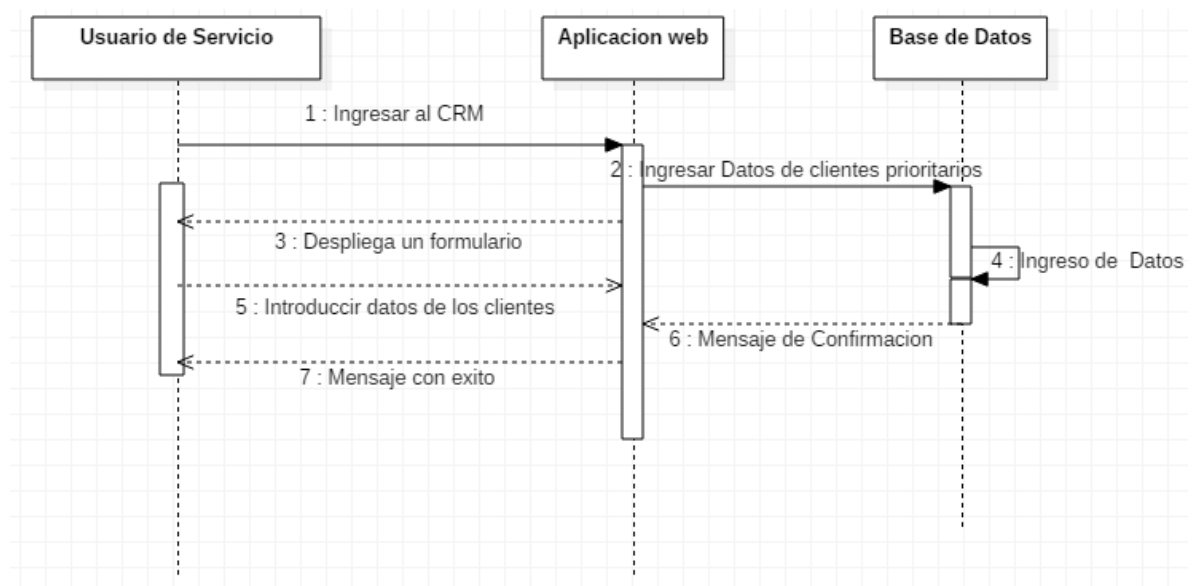 Usuario de Servicio
Aplicacion web
Base de Datos
1 : Ingresar al CRM
2 : Ingresar Datos de clientes prioritarios
3 : Despliega un formulario
4 : Ingreso de Datos
5 : Introduccir datos de los clientes
6 : Mensaje de Confirmacion
7 : Mensaje con exito